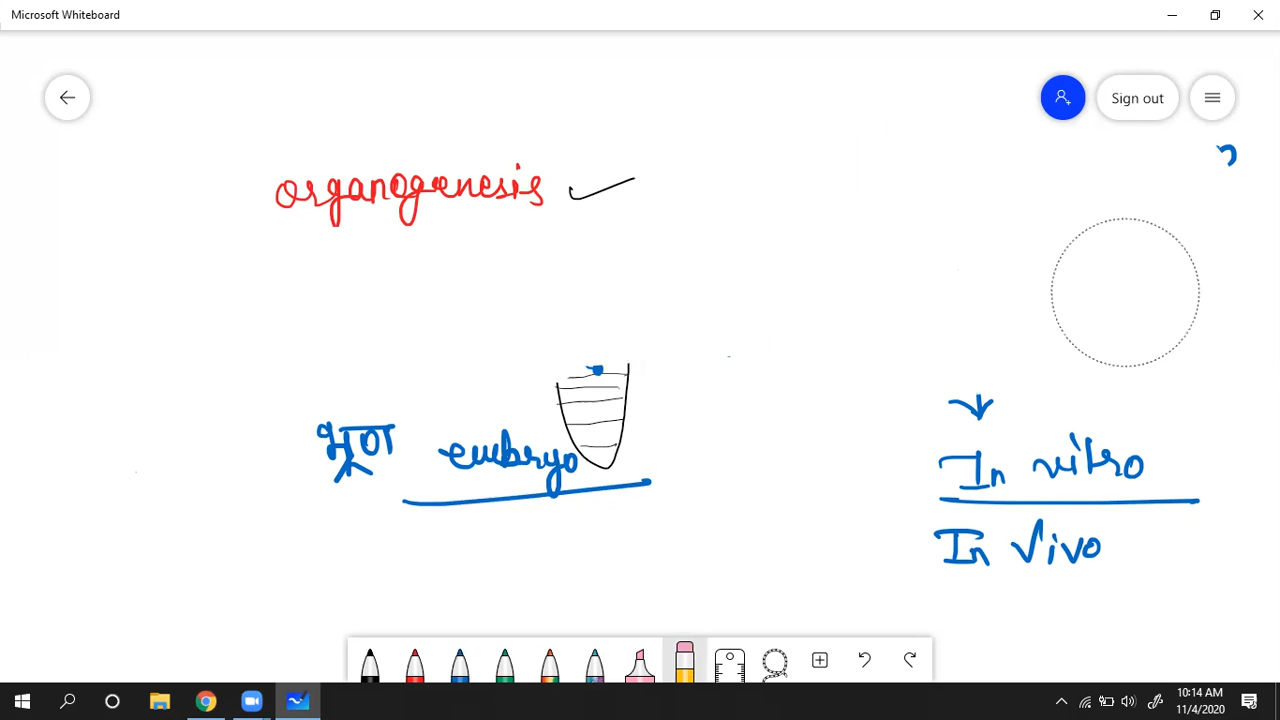 Microsoft Whiteboard
Sign out
organogenesis
भ्रूण embryo
In vitro
In vivo
10:14 AM
11/4/2020